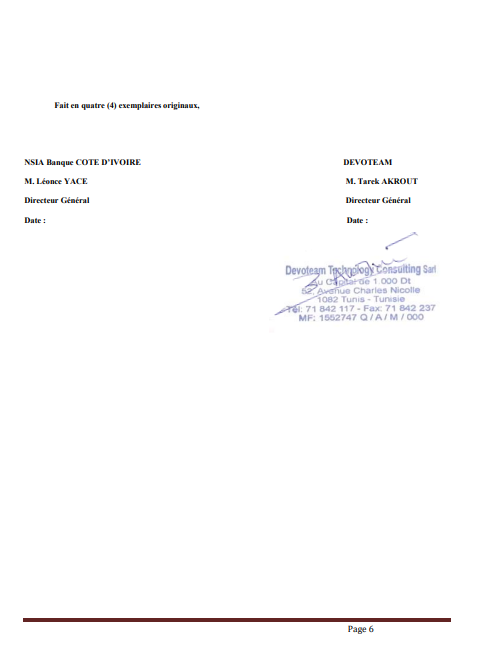 Fait en quatre (4) exemplaires originaux,
NSIA Banque COTE D'IVOIRE
DEVOTEAM
M. Léonce YACE
M. Tarek AKROUT
Directeur Général
Directeur Général
Date :
Date :
Devoteam Technology Consulting Sarl
au Capital de 1 000 Dt
52, Avenue Charles Nicolle
1082 Tunis - Tunisie
Tél: 71 842 117 - Fax: 71 842 237
MF: 1552747 Q / A / M / 000
Page 6